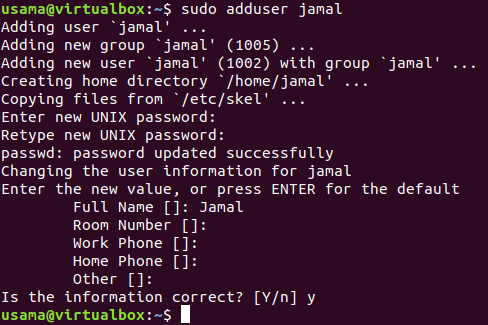 usama@virtualbox:~$ sudo adduser jamal
Adding user `jamal' ...
Adding new group `jamal' (1005) ...
Adding new user `jamal' (1002) with group `jamal' ...
Creating home directory `/home/jamal' ...
Copying files from `/etc/skel' ...
Enter new UNIX password:
Retype new UNIX password:
passwd: password updated successfully
Changing the user information for jamal
Enter the new value, or press ENTER for the default
        Full Name []: Jamal
        Room Number []:
        Work Phone []:
        Home Phone []:
        Other []:
Is the information correct? [Y/n] y
usama@virtualbox:~$